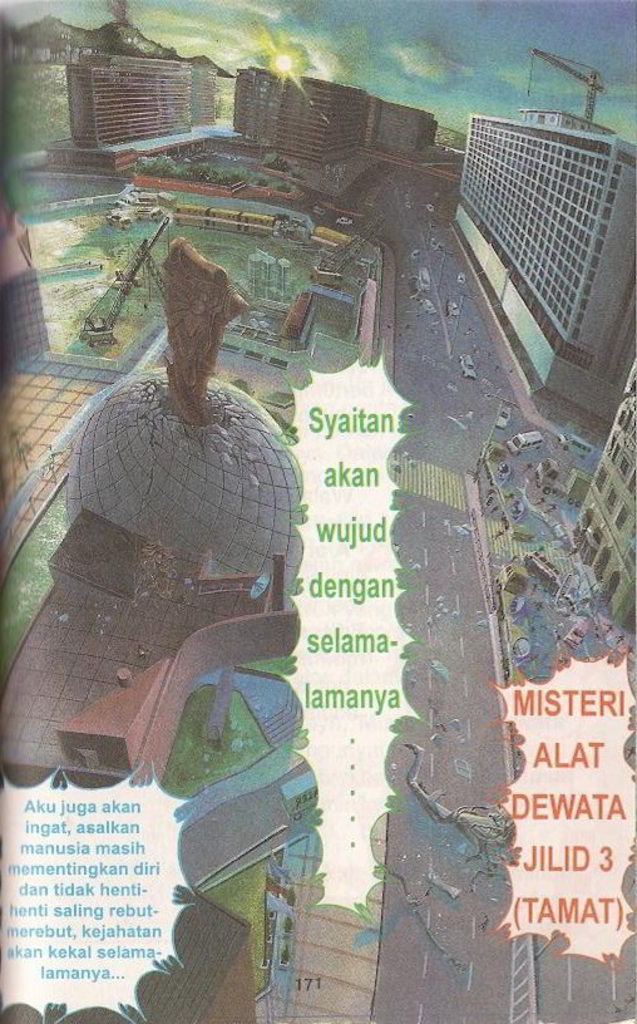 Syaitan
akan
wujud
dengan
selama-
lamanya
......
MISTERI
ALAT
DEWATA
JILID 3
(TAMAT)
Aku juga akan
ingat, asalkan
manusia masih
mementingkan diri
dan tidak henti-
henti saling rebut-
merebut, kejahatan
akan kekal selama-
lamanya...
171